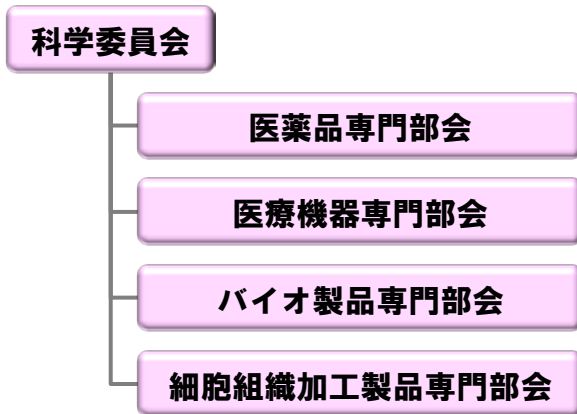 科学委員会
医薬品専門部会
医療機器専門部会
バイオ製品専門部会
細胞組織加工製品専門部会